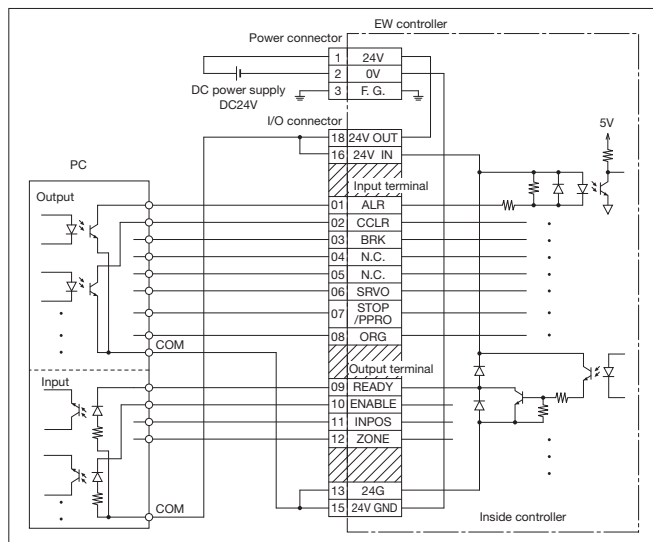 EW controller
Power connector
1 24V
2 0V
3 F. G.
DC power supply
DC24V
I/O connector
18 24V OUT
16 24V IN
5V
PC
Output
Input terminal
01 ALR
02 CCLR
03 BRK
04 N.C.
05 N.C.
06 SRVO
07 STOP
/PPRO
08 ORG
COM
Output terminal
Input
09 READY
10 ENABLE
11 INPOS
12 ZONE
13 24G
15 24V GND
COM
Inside controller